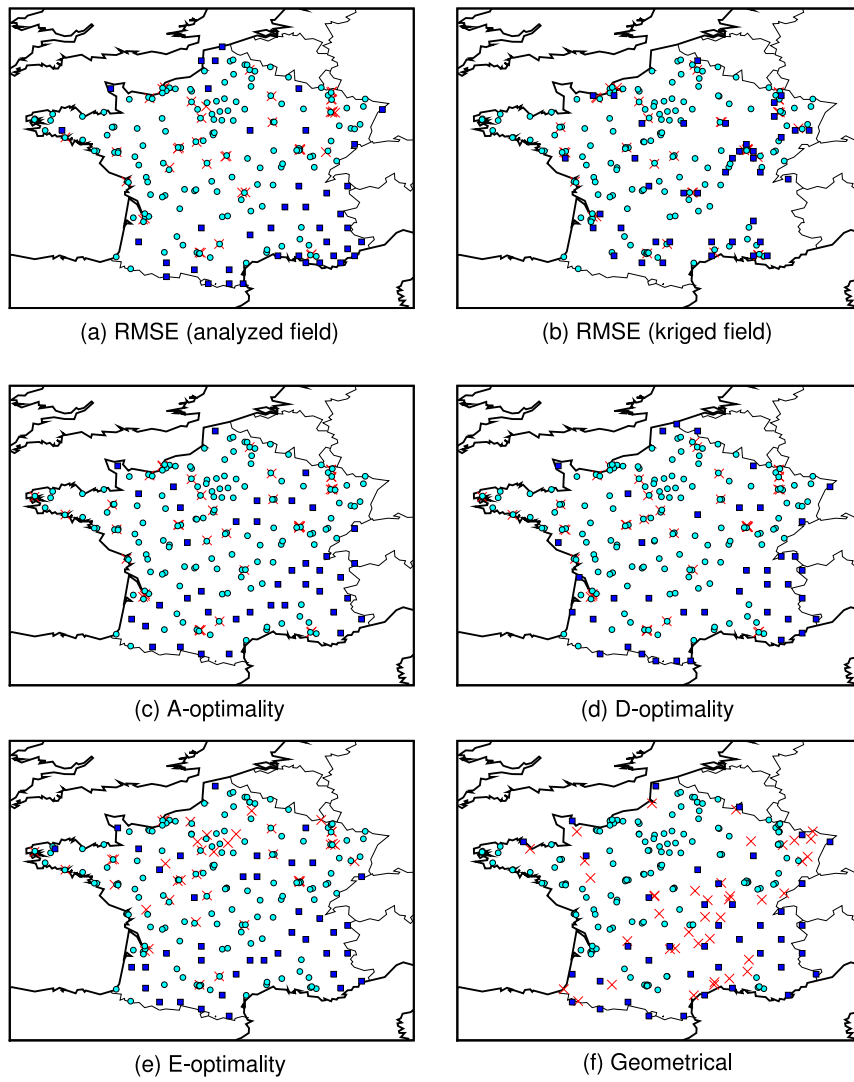 (a) RMSE (analyzed field)
(b) RMSE (kriged field)
(c) A-optimality
(d) D-optimality
(e) E-optimality
(f) Geometrical